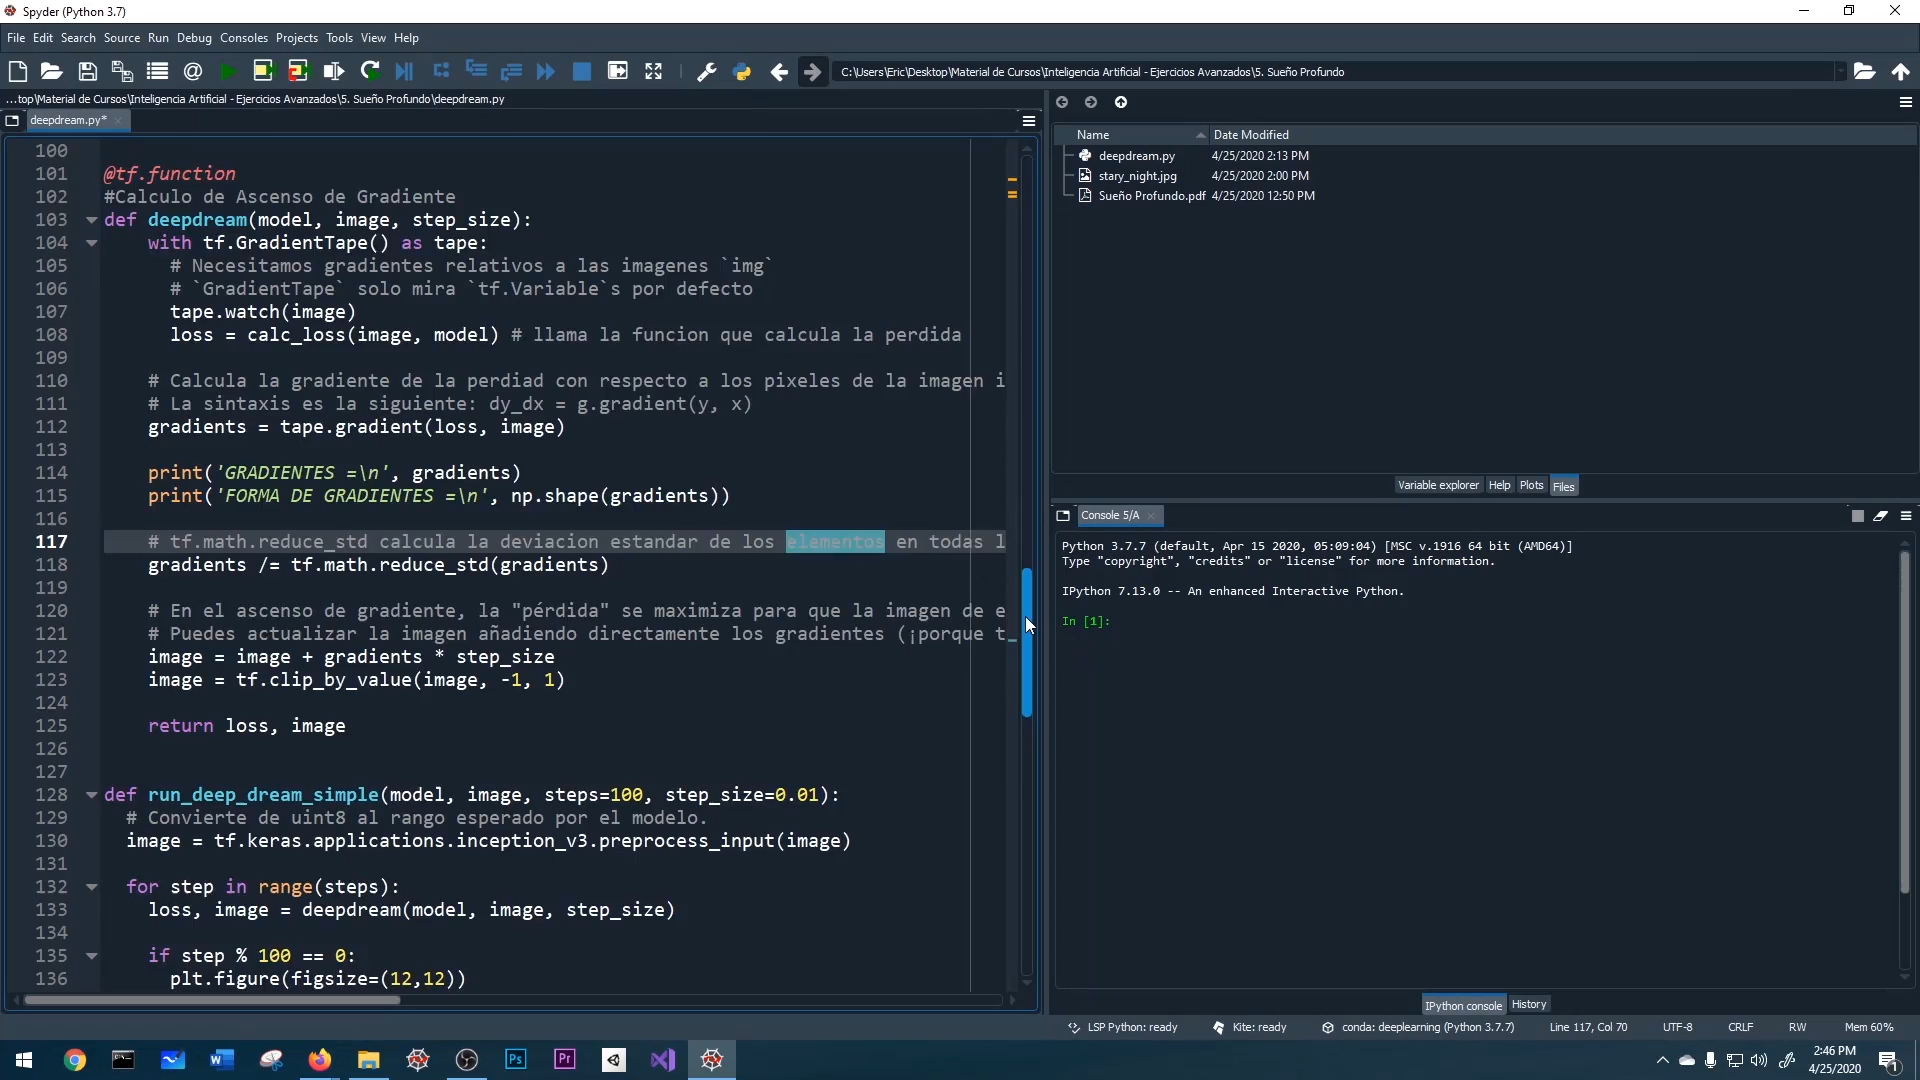 Spyder (Python 3.7)
File Edit Search Source Run Debug Consoles Projects Tools View Help
C:\Users\Eric\Desktop\Material de Cursos\Inteligencia Artificial - Ejercicios Avanzados\5. Sueño Profundo
...top\Material de Cursos\Inteligencia Artificial - Ejercicios Avanzados\5. Sueño Profundo\deepdream.py
deepdream.py*
100
101 @tf.function
102 #Calculo de Ascenso de Gradiente
103 def deepdream(model, image, step_size):
104 with tf.GradientTape() as tape:
105 # Necesitamos gradientes relativos a las imagenes `img`
106 # `GradientTape` solo mira `tf.Variable`s por defecto
107 tape.watch(image)
108 loss = calc_loss(image, model) # llama la funcion que calcula la perdida
109
110 # Calcula la gradiente de la perdiad con respecto a los pixeles de la imagen i
111 # La sintaxis es la siguiente: dy_dx = g.gradient(y, x)
112 gradients = tape.gradient(loss, image)
113
114 print('GRADIENTES =\n', gradients)
115 print('FORMA DE GRADIENTES =\n', np.shape(gradients))
116
117 # tf.math.reduce_std calcula la deviacion estandar de los elementos en todas l
118 gradients /= tf.math.reduce_std(gradients)
119
120 # En el ascenso de gradiente, la "pérdida" se maximiza para que la imagen de e
121 # Puedes actualizar la imagen añadiendo directamente los gradientes (¡porque t
122 image = image + gradients * step_size
123 image = tf.clip_by_value(image, -1, 1)
124
125 return loss, image
126
127
128 def run_deep_dream_simple(model, image, steps=100, step_size=0.01):
129 # Convierte de uint8 al rango esperado por el modelo.
130 image = tf.keras.applications.inception_v3.preprocess_input(image)
131
132 for step in range(steps):
133 loss, image = deepdream(model, image, step_size)
134
135 if step % 100 == 0:
136 plt.figure(figsize=(12,12))
Name Date Modified
deepdream.py 4/25/2020 2:13 PM
stary_night.jpg 4/25/2020 2:00 PM
Sueño Profundo.pdf 4/25/2020 12:50 PM
Variable explorer Help Plots Files
Console 5/A
Python 3.7.7 (default, Apr 15 2020, 05:09:04) [MSC v.1916 64 bit (AMD64)]
Type "copyright", "credits" or "license" for more information.
IPython 7.13.0 -- An enhanced Interactive Python.
In [1]:
IPython console History
LSP Python: ready Kite: ready conda: deeplearning (Python 3.7.7) Line 117, Col 70 UTF-8 CRLF RW Mem 60%
Ps Pr
2:46 PM
4/25/2020
1